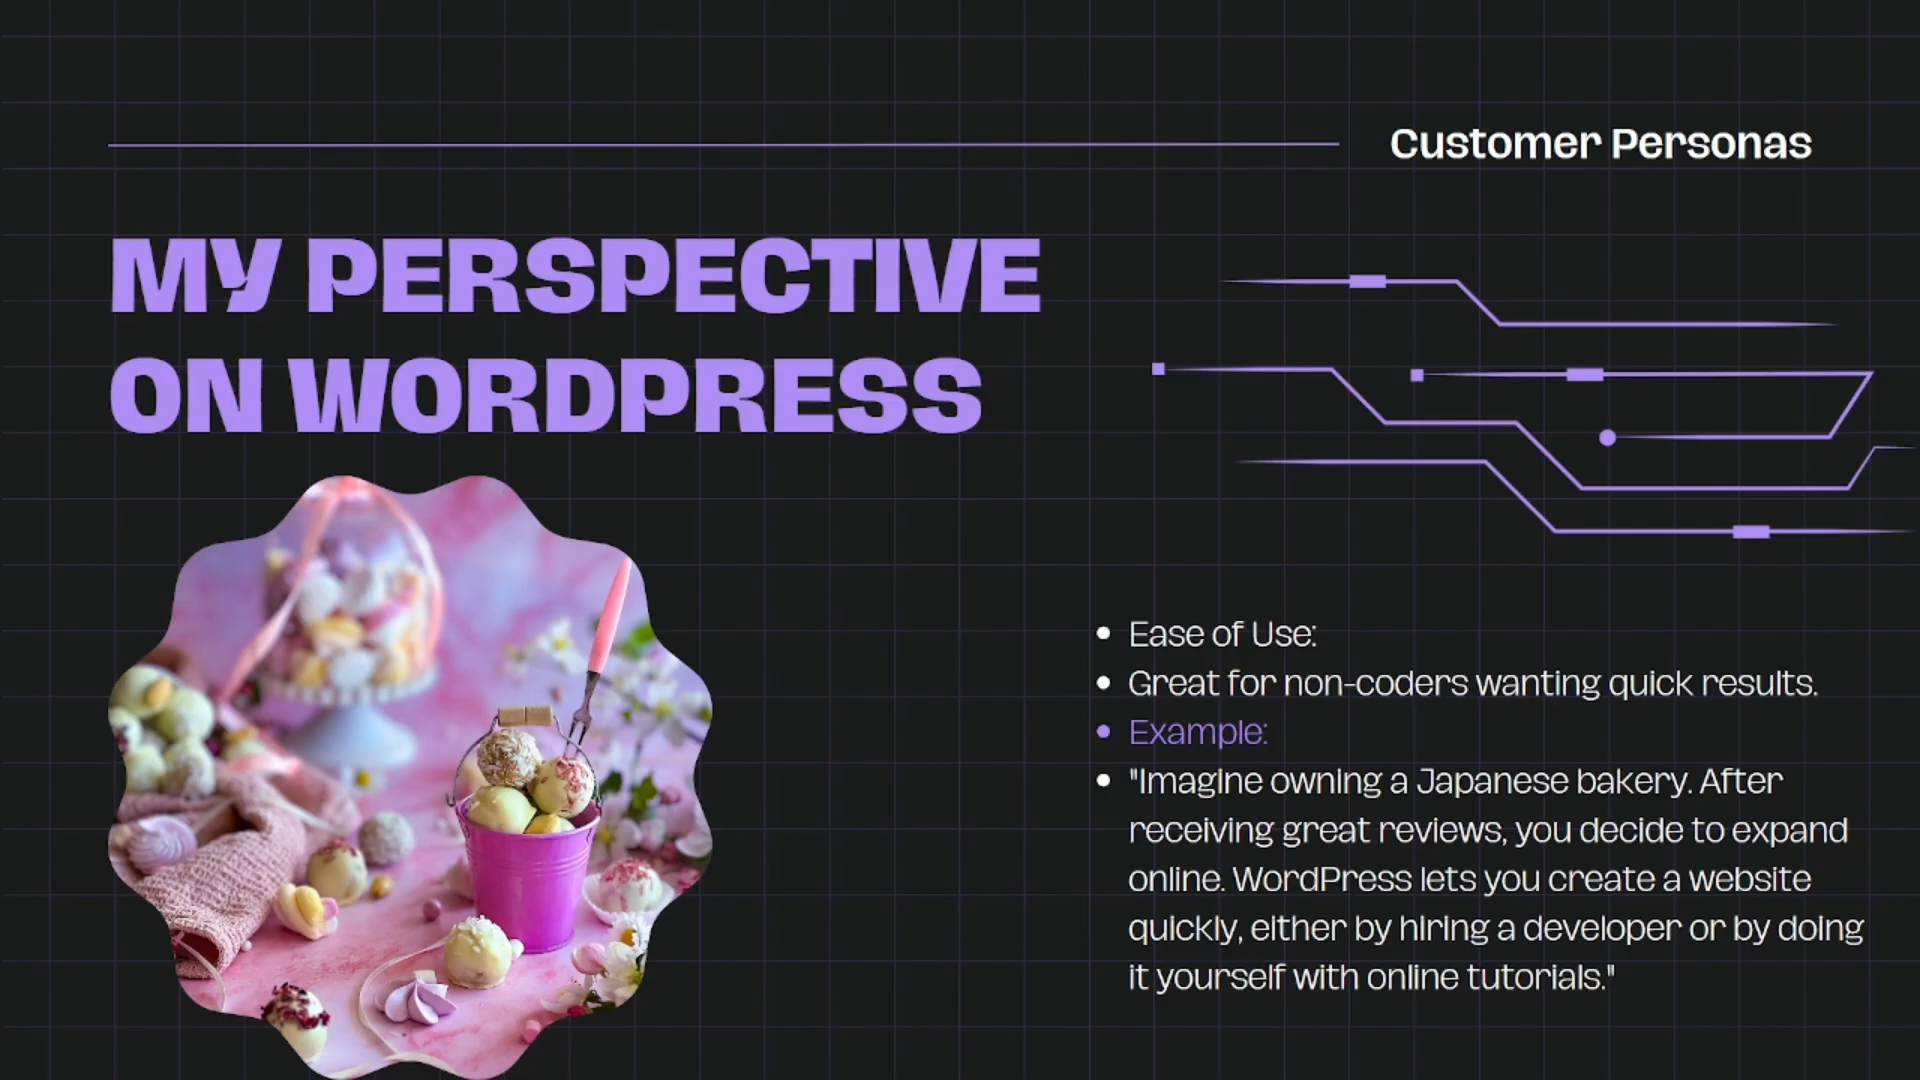 Customer Personas
MY PERSPECTIVE
ON WORDPRESS
• Ease of Use:
• Great for non-coders wanting quick results.
• Example:
• "Imagine owning a Japanese bakery. After
receiving great reviews, you decide to expand
online. WordPress lets you create a website
quickly, either by hiring a developer or by doing
it yourself with online tutorials."